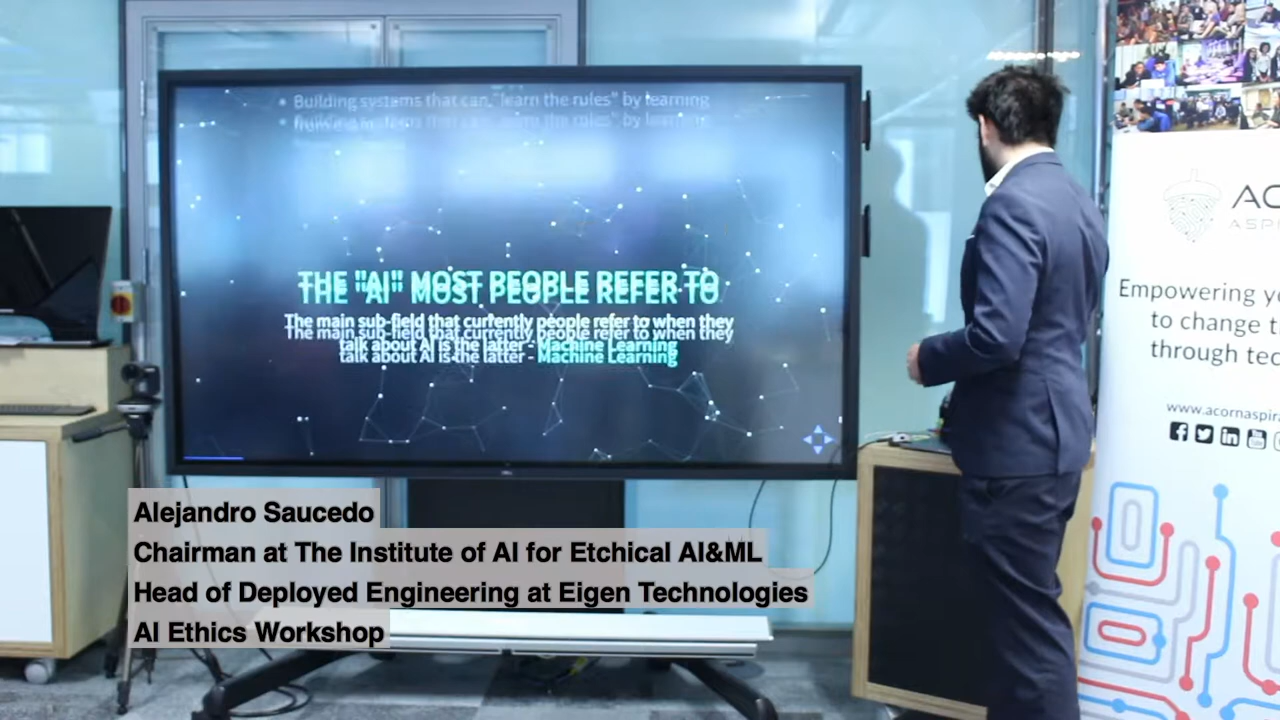 • Building systems that can "learn the rules" by learning
THE "AI" MOST PEOPLE REFER TO
The main sub-field that currently people refer to when they
talk about AI is the latter - Machine Learning
AC
ASP
Empowering yo
to change t
through tec
www.acornaspira
Alejandro Saucedo
Chairman at The Institute of AI for Etchical AI&ML
Head of Deployed Engineering at Eigen Technologies
AI Ethics Workshop